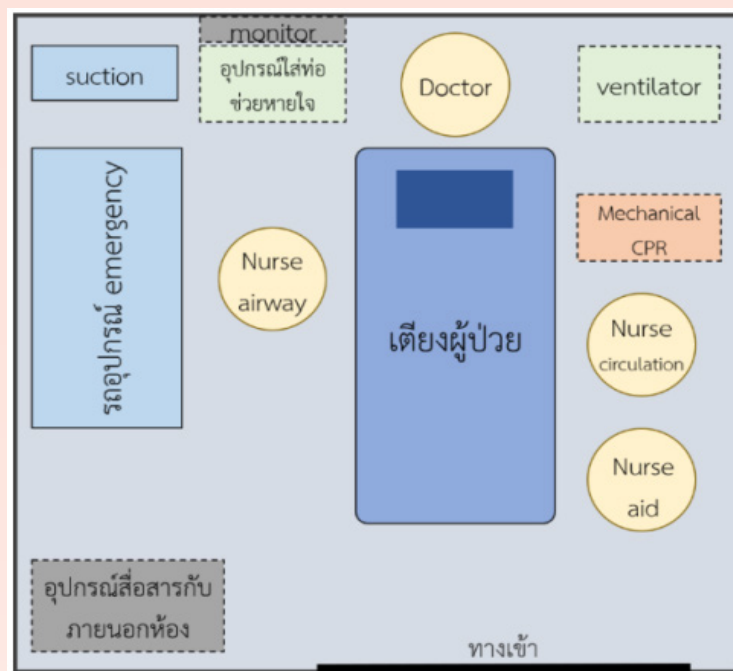 monitor
suction
อุปกรณ์ใส่ท่อ
ช่วยหายใจ
Doctor
ventilator
รถอุปกรณ์ emergency
Nurse
airway
เตียงผู้ป่วย
Mechanical
CPR
Nurse
circulation
Nurse
aid
อุปกรณ์สื่อสารกับ
ภายนอกห้อง
ทางเข้า